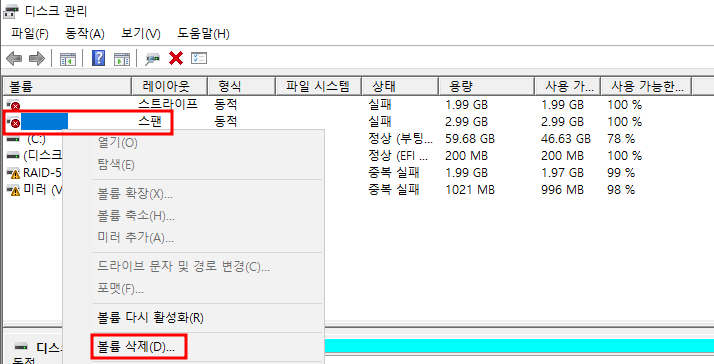 디스크 관리
파일(F) 동작(A) 보기(V) 도움말(H)
볼륨 레이아웃 형식 파일 시스템 상태 용량 사용 가... 사용 가능한...
스트라이프 동적 실패 1.99 GB 1.99 GB 100 %
스팬 동적 실패 2.99 GB 2.99 GB 100 %
(C:) 정상 (부팅... 59.68 GB 46.63 GB 78 %
(디스크 정상 (EFI ... 200 MB 200 MB 100 %
RAID-5 중복 실패 1.99 GB 1.97 GB 99 %
미러 (V 중복 실패 1021 MB 996 MB 98 %
열기(O)
탐색(E)
볼륨 확장(X)...
볼륨 축소(H)...
미러 추가(A)...
드라이브 문자 및 경로 변경(C)...
포맷(F)...
볼륨 다시 활성화(R)
볼륨 삭제(D)...
디스
동적